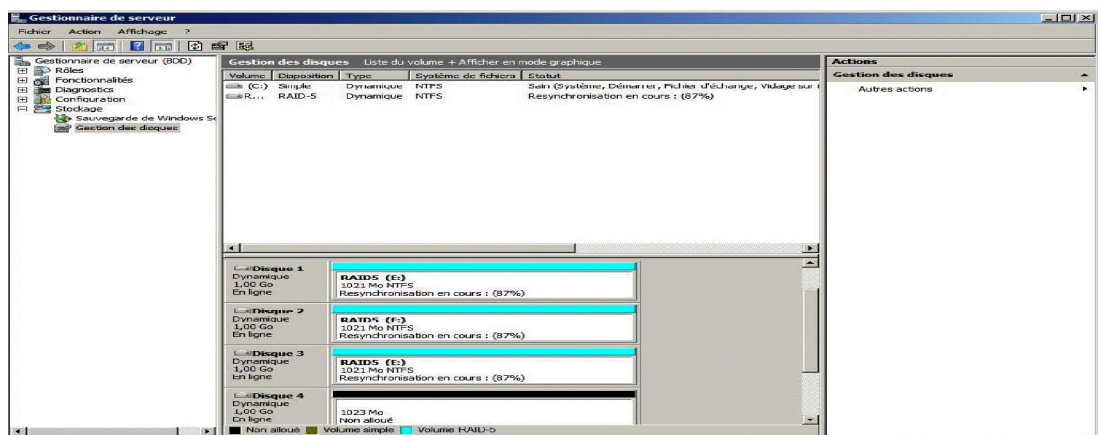 Gestionnaire de serveur
Fichier Action Affichage ?
Gestionnaire de serveur (BDD)
Rôles
Fonctionnalités
Diagnostics
Configuration
Stockage
Sauvegarde de Windows Se
Gestion des disques
Gestion des disques Liste du volume + Afficher en mode graphique
Volume Disposition Type Système de fichiers Statut
(C:) Simple Dynamique NTFS Sain (Système, Démarrer, Fichier d'échange, Vidage sur
R... RAID-5 Dynamique NTFS Resynchronisation en cours : (87%)
Disque 1
Dynamique
1,00 Go
En ligne
RAID5 (E:)
1021 Mo NTFS
Resynchronisation en cours : (87%)
Disque 2
Dynamique
1,00 Go
En ligne
RAID5 (E:)
1021 Mo NTFS
Resynchronisation en cours : (87%)
Disque 3
Dynamique
1,00 Go
En ligne
RAID5 (E:)
1021 Mo NTFS
Resynchronisation en cours : (87%)
Disque 4
Dynamique
1,00 Go
En ligne
1023 Mo
Non alloué
Non alloué Volume simple Volume RAID-5
Actions
Gestion des disques
Autres actions